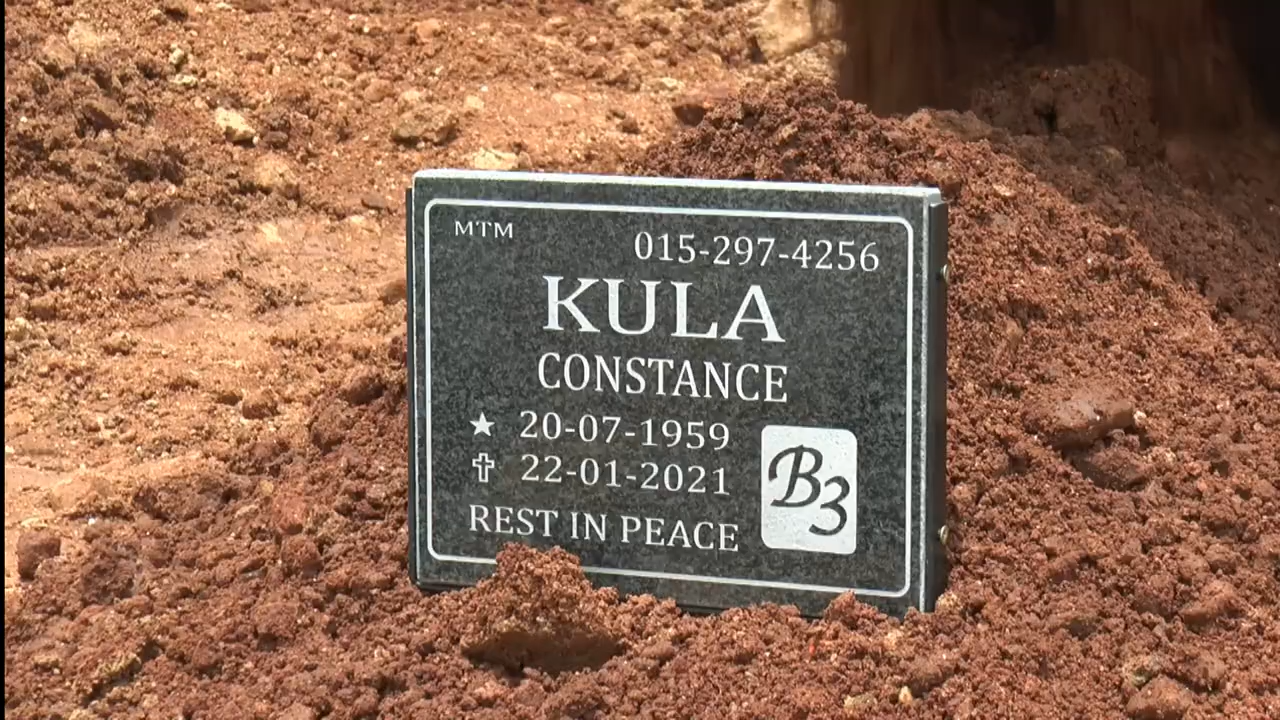 MTM
015-297-4256
KULA
CONSTANCE
20-07-1959
22-01-2021
REST IN PEACE
B3